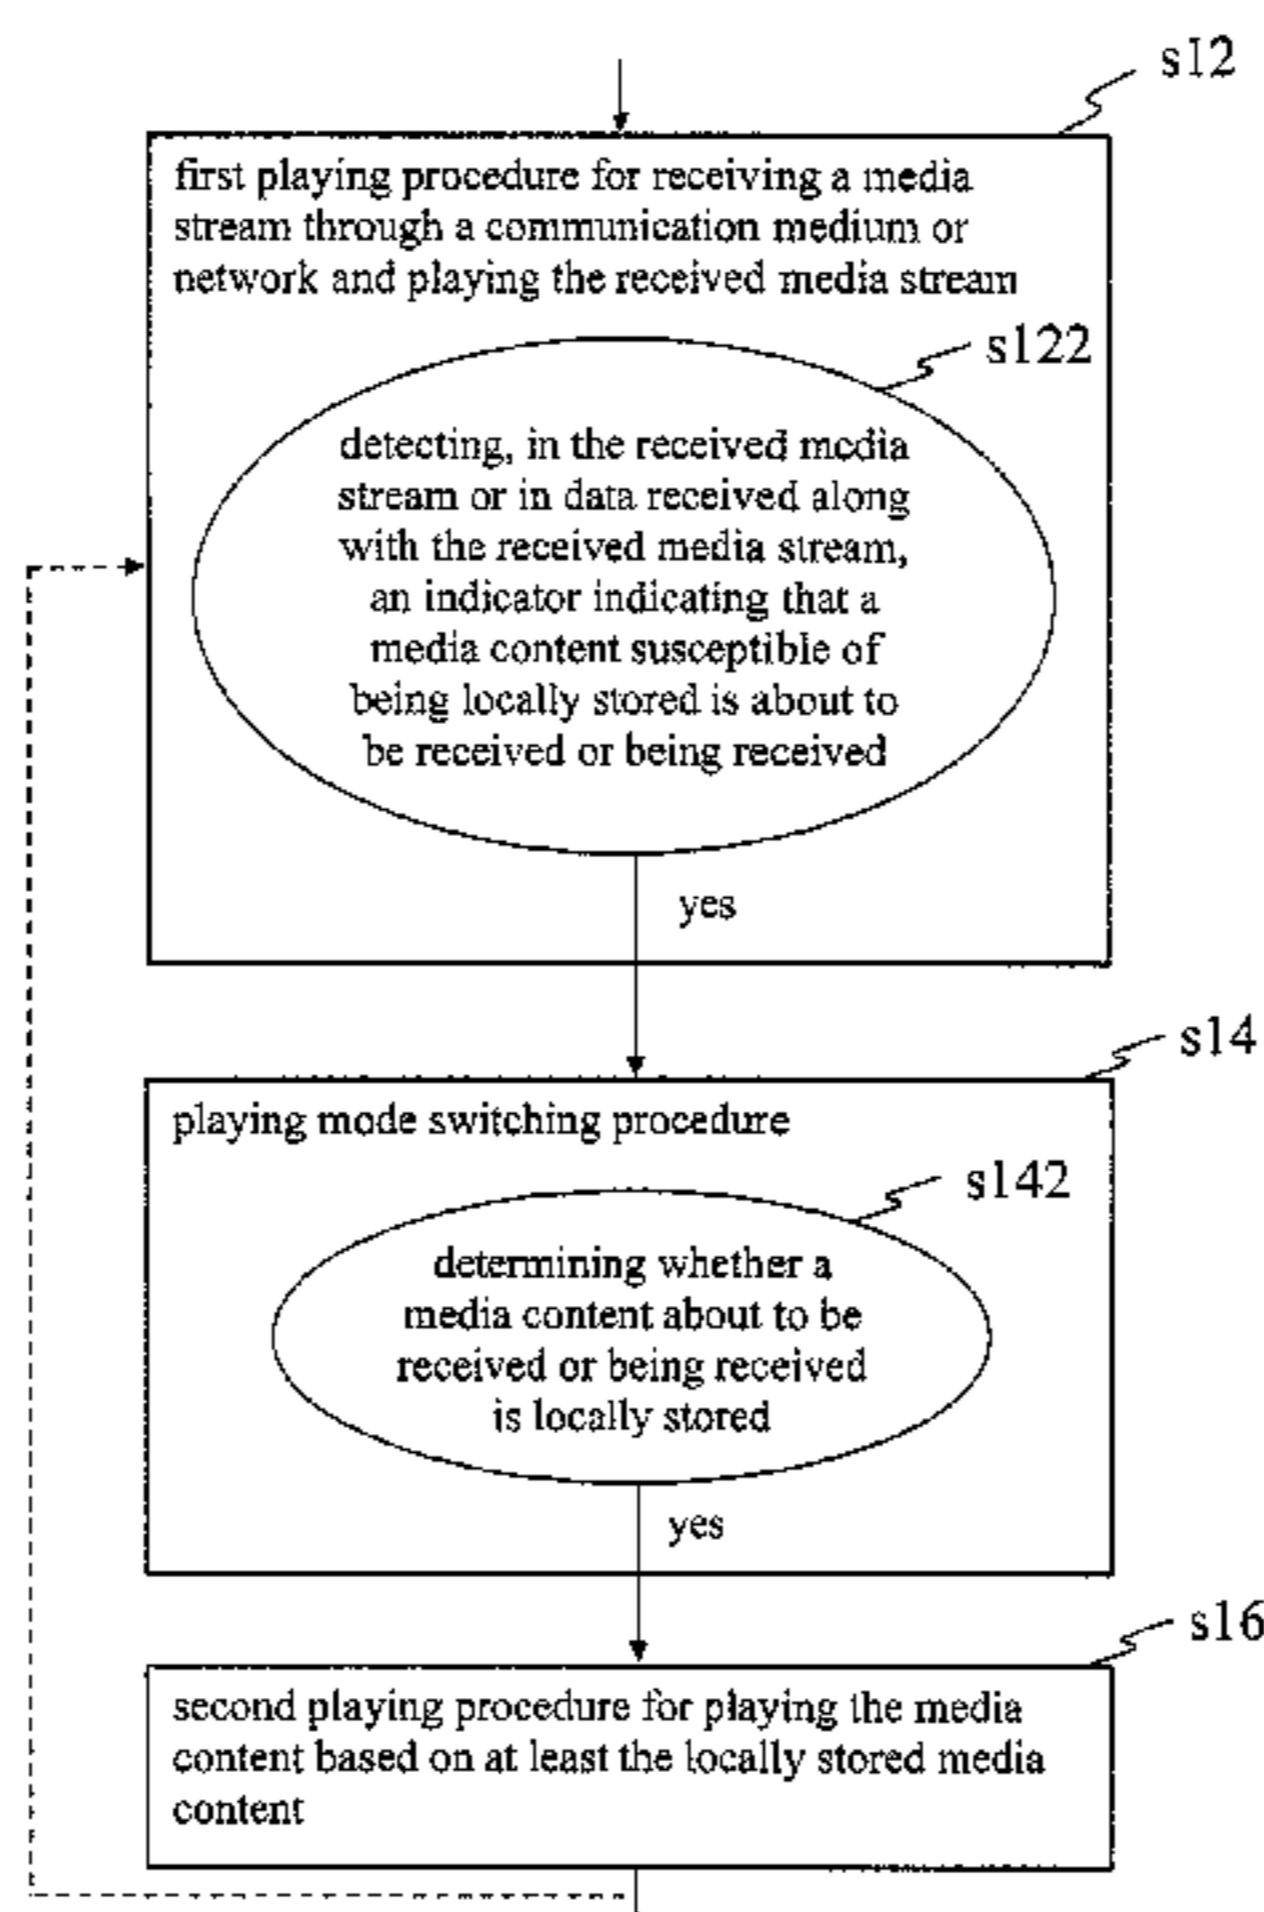 s12
first playing procedure for receiving a media
stream through a communication medium or
network and playing the received media stream
s122
detecting, in the received media
stream or in data received along
with the received media stream,
an indicator indicating that a
media content susceptible of
being locally stored is about to
be received or being received
yes
s14
playing mode switching procedure
s142
determining whether a
media content about to be
received or being received
is locally stored
yes
s16
second playing procedure for playing the media
content based on at least the locally stored media
content